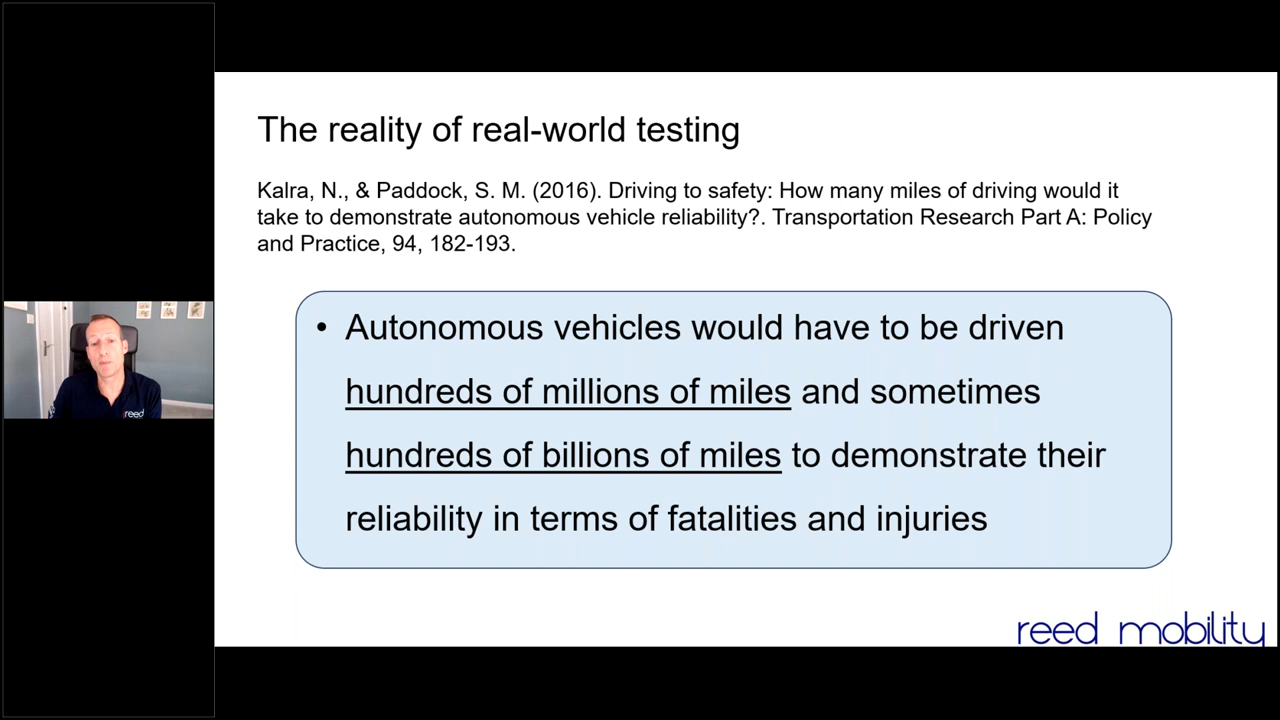 The reality of real-world testing
Kalra, N., & Paddock, S. M. (2016). Driving to safety: How many miles of driving would it
take to demonstrate autonomous vehicle reliability?. Transportation Research Part A: Policy
and Practice, 94, 182-193.
• Autonomous vehicles would have to be driven
hundreds of millions of miles and sometimes
hundreds of billions of miles to demonstrate their
reliability in terms of fatalities and injuries
reed
reed mobility